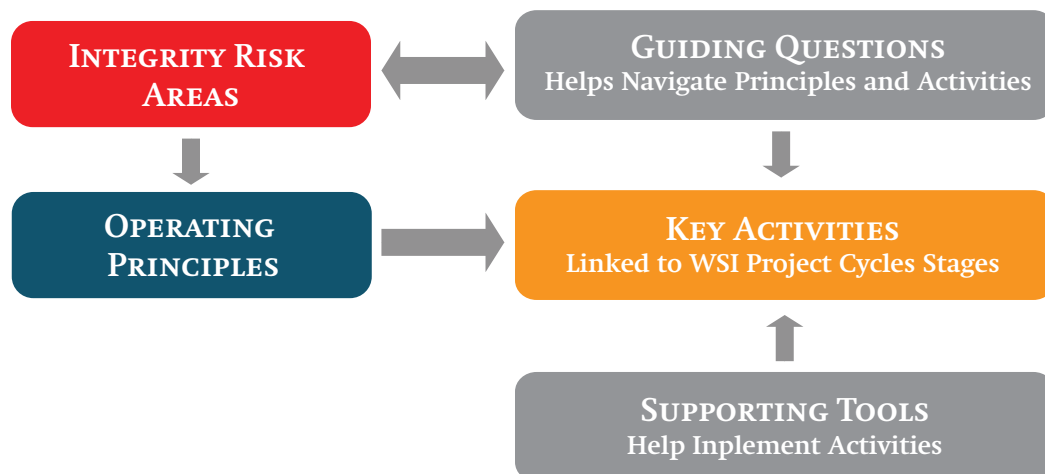 Integrity Risk
Areas
Guiding Questions
Helps Navigate Principles and Activities
Operating
Principles
Key Activities
Linked to WSI Project Cycles Stages
Supporting Tools
Help Inplement Activities